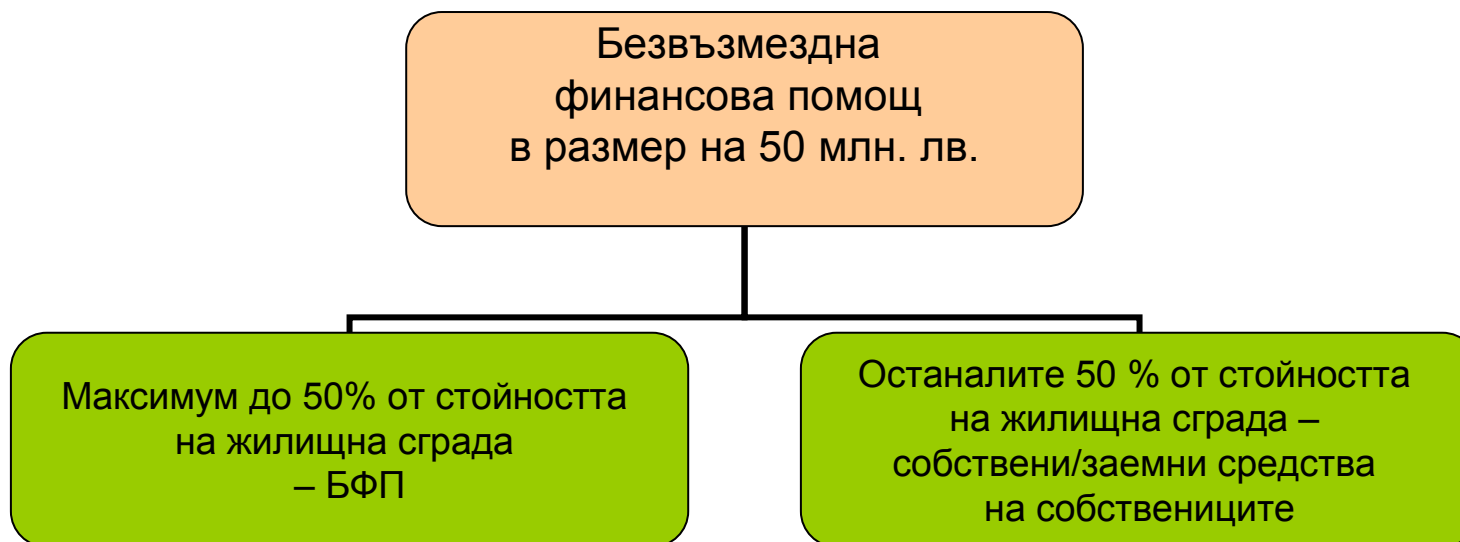 Безвъзмездна
финансова помощ
в размер на 50 млн. лв.
Максимум до 50% от стойността
на жилищна сграда
– БФП
Останалите 50 % от стойността
на жилищна сграда –
собствени/заемни средства
на собствениците